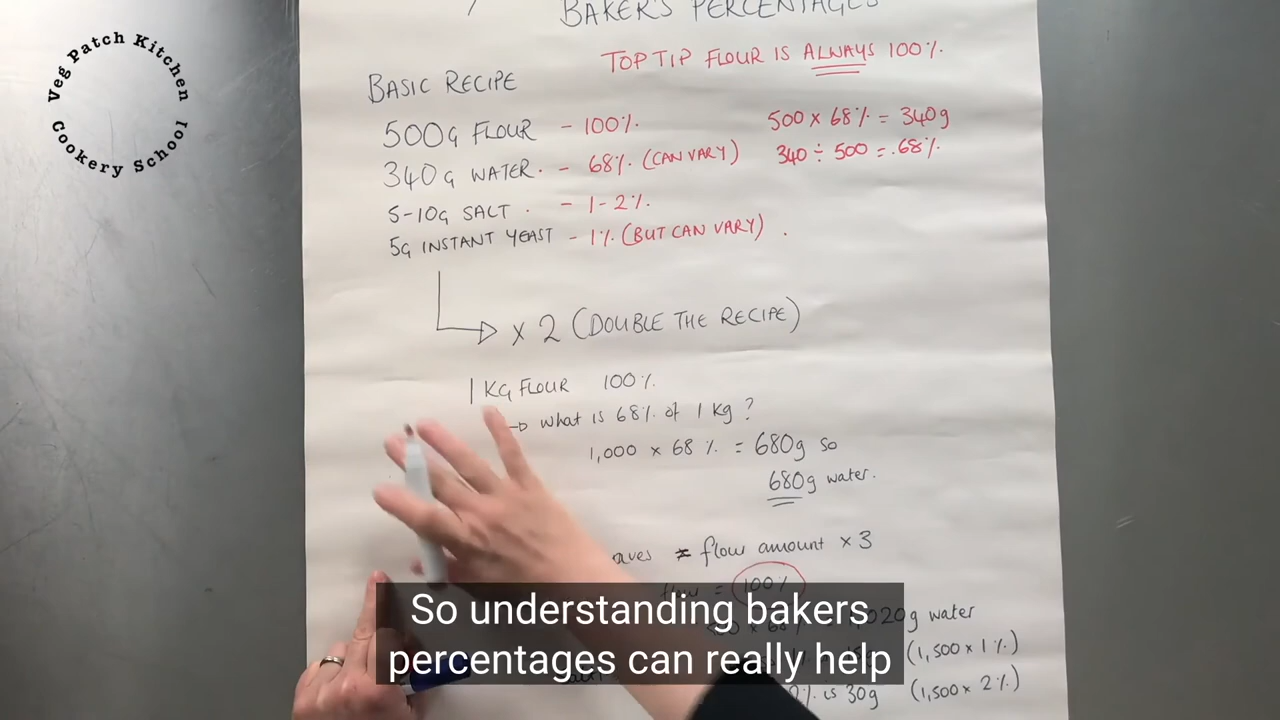 Veg Patch Kitchen
Cookery School
BAKER'S PERCENTAGES
TOP TIP FLOUR IS ALWAYS 100%.
BASIC RECIPE
500G FLOUR - 100%.
500 x 68% = 340g
340G WATER. - 68% (CAN VARY)
340 ÷ 500 = .68%.
5-10G SALT. - 1-2%.
5G INSTANT YEAST - 1% (BUT CAN VARY).
x 2 (DOUBLE THE RECIPE)
1 KG FLOUR 100%.
what is 68% of 1 kg?
1,000 x 68% = 680g so
680g water.
flow amount x 3
= 100%
water
(1,500 x 1%)
is 30g (1,500 x 2%)
So understanding bakers
percentages can really help